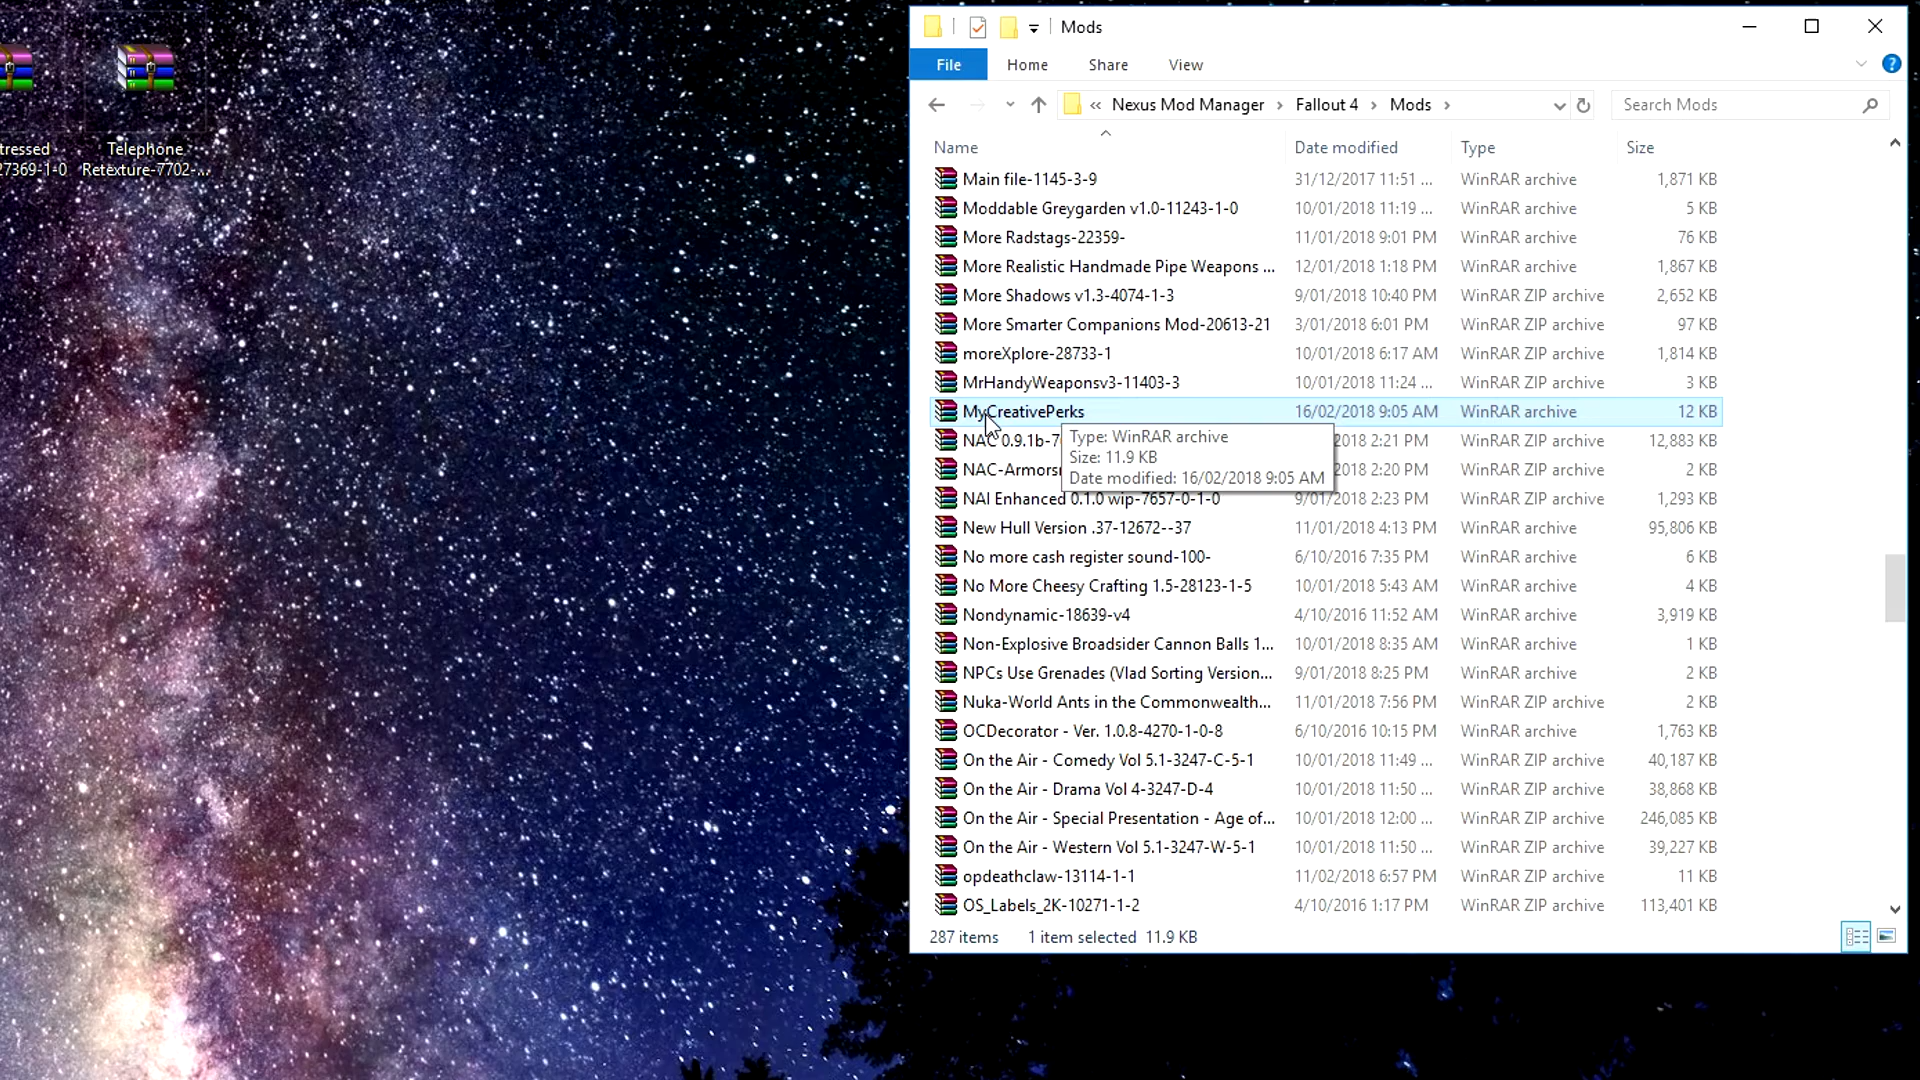 tressed
27369-1-0
Telephone
Retexture-7702-...
Mods
File Home Share View
« Nexus Mod Manager › Fallout 4 › Mods ›
Search Mods
Name Date modified Type Size
Main file-1145-3-9 31/12/2017 11:51 ... WinRAR archive 1,871 KB
Moddable Greygarden v1.0-11243-1-0 10/01/2018 11:19 ... WinRAR archive 5 KB
More Radstags-22359- 11/01/2018 9:01 PM WinRAR archive 76 KB
More Realistic Handmade Pipe Weapons ... 12/01/2018 1:18 PM WinRAR archive 1,867 KB
More Shadows v1.3-4074-1-3 9/01/2018 10:40 PM WinRAR ZIP archive 2,652 KB
More Smarter Companions Mod-20613-21 3/01/2018 6:01 PM WinRAR ZIP archive 97 KB
moreXplore-28733-1 10/01/2018 6:17 AM WinRAR ZIP archive 1,814 KB
MrHandyWeaponsv3-11403-3 10/01/2018 11:24 ... WinRAR ZIP archive 3 KB
MyCreativePerks 16/02/2018 9:05 AM WinRAR archive 12 KB
NAC 0.9.1b-7 2018 2:21 PM WinRAR archive 12,883 KB
NAC-Armors 2018 2:20 PM WinRAR archive 2 KB
Type: WinRAR archive
Size: 11.9 KB
Date modified: 16/02/2018 9:05 AM
NAI Enhanced 0.1.0 wip-7657-0-1-0 9/01/2018 2:23 PM WinRAR archive 1,293 KB
New Hull Version .37-12672--37 11/01/2018 4:13 PM WinRAR archive 95,806 KB
No more cash register sound-100- 6/10/2016 7:35 PM WinRAR archive 6 KB
No More Cheesy Crafting 1.5-28123-1-5 10/01/2018 5:43 AM WinRAR archive 4 KB
Nondynamic-18639-v4 4/10/2016 11:52 AM WinRAR archive 3,919 KB
Non-Explosive Broadsider Cannon Balls 1... 10/01/2018 8:35 AM WinRAR archive 1 KB
NPCs Use Grenades (Vlad Sorting Version... 9/01/2018 8:25 PM WinRAR archive 2 KB
Nuka-World Ants in the Commonwealth... 11/01/2018 7:56 PM WinRAR ZIP archive 2 KB
OCDecorator - Ver. 1.0.8-4270-1-0-8 6/10/2016 10:15 PM WinRAR archive 1,763 KB
On the Air - Comedy Vol 5.1-3247-C-5-1 10/01/2018 11:49 ... WinRAR ZIP archive 40,187 KB
On the Air - Drama Vol 4-3247-D-4 10/01/2018 11:50 ... WinRAR ZIP archive 38,868 KB
On the Air - Special Presentation - Age of... 10/01/2018 12:00 ... WinRAR ZIP archive 246,085 KB
On the Air - Western Vol 5.1-3247-W-5-1 10/01/2018 11:50 ... WinRAR ZIP archive 39,227 KB
opdeathclaw-13114-1-1 11/02/2018 6:57 PM WinRAR ZIP archive 11 KB
OS_Labels_2K-10271-1-2 4/10/2016 1:17 PM WinRAR ZIP archive 113,401 KB
287 items 1 item selected 11.9 KB